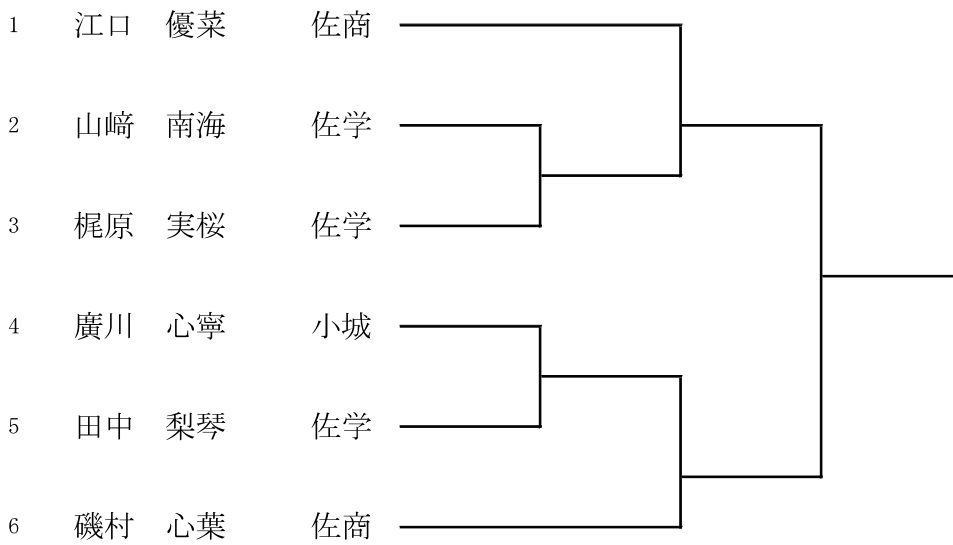 1 江口 優菜 佐商
2 山﨑 南海 佐学
3 梶原 実桜 佐学
4 廣川 心寧 小城
5 田中 梨琴 佐学
6 磯村 心葉 佐商